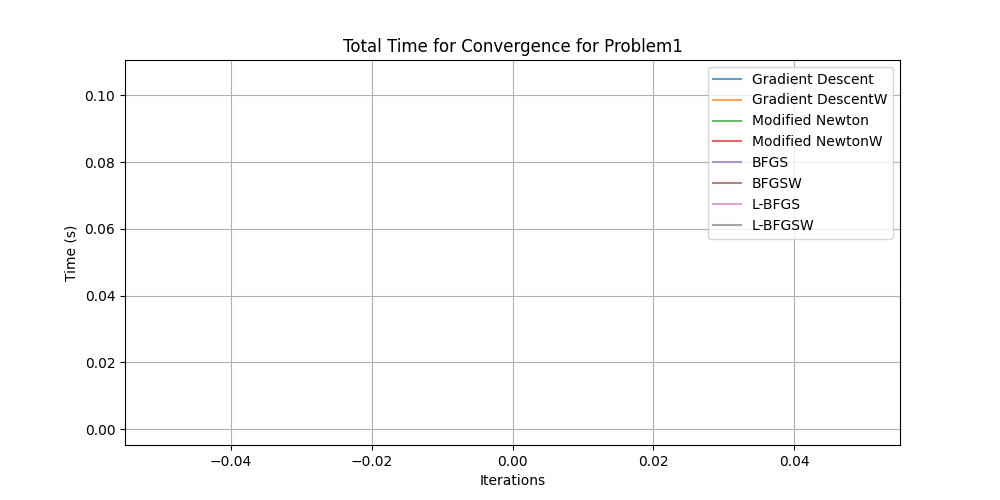 Total Time for Convergence for Problem1
Gradient Descent
Gradient DescentW
Modified Newton
Modified NewtonW
BFGS
BFGSW
L-BFGS
L-BFGSW
0.10
0.08
0.06
0.04
0.02
0.00
Time (s)
−0.04 −0.02 0.00 0.02 0.04
Iterations